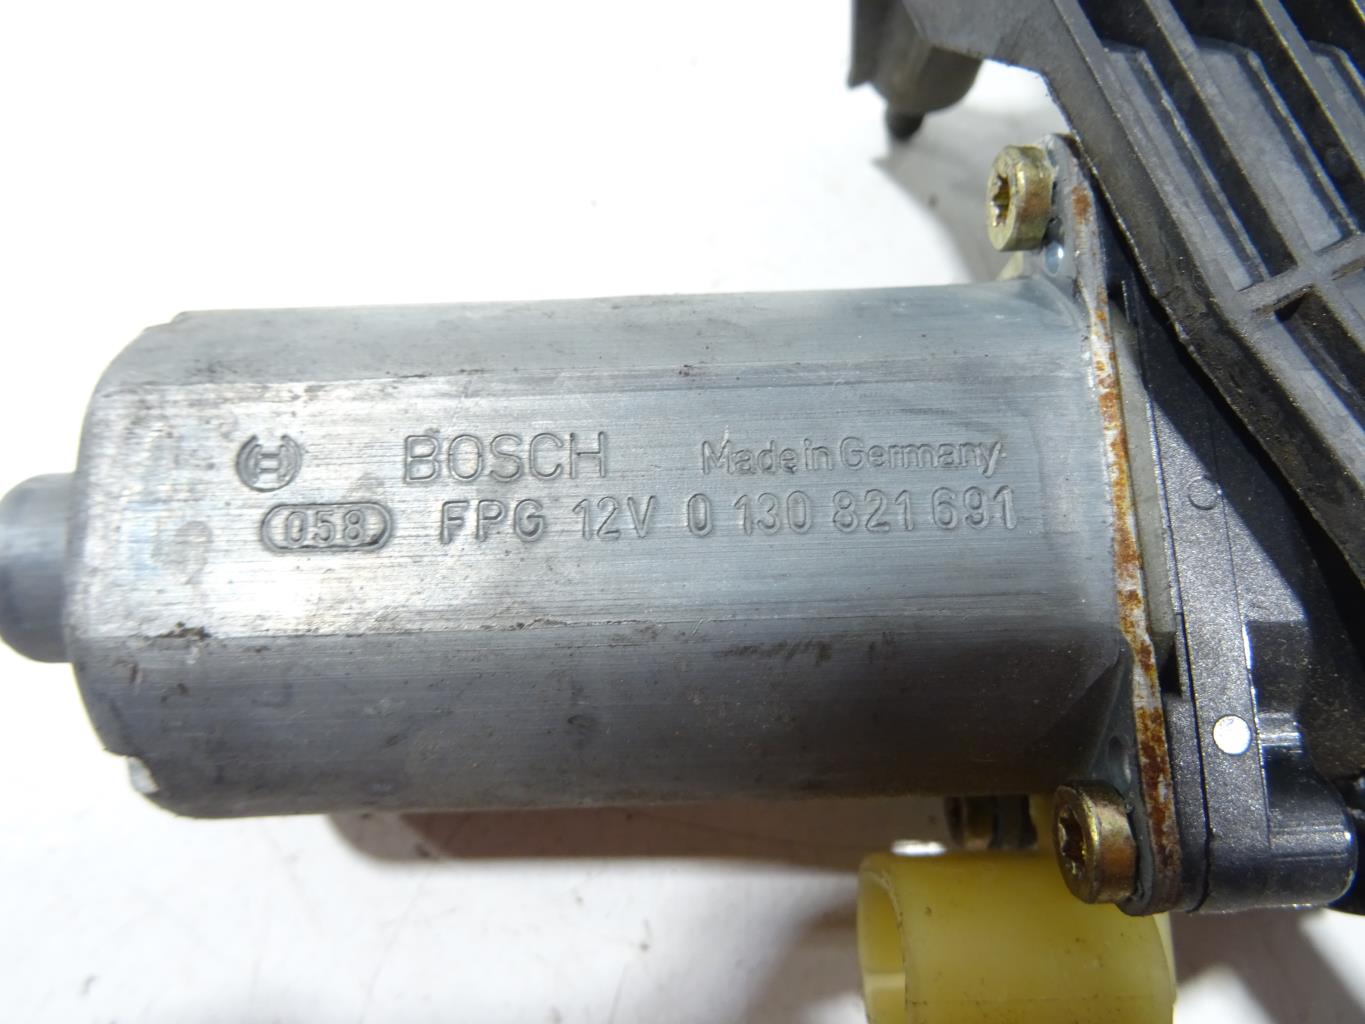 BOSCH Made in Germany
058 FPG 12V 0 130 821 691